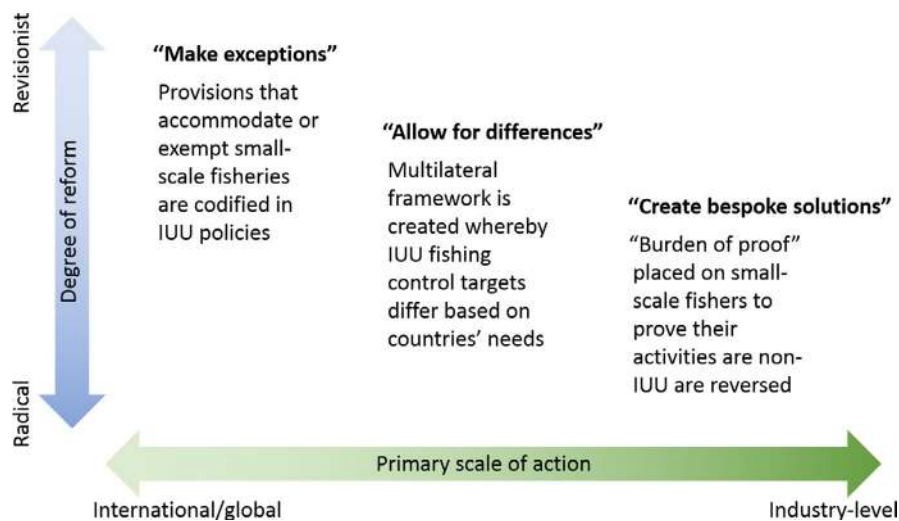 Revisionist
Degree of reform
Radical
“Make exceptions”
Provisions that
accommodate or
exempt small-
scale fisheries
are codified in
IUU policies
“Allow for differences”
Multilateral
framework is
created whereby
IUU fishing
control targets
differ based on
countries’ needs
“Create bespoke solutions”
“Burden of proof”
placed on small-
scale fishers to
prove their
activities are non-
IUU are reversed
Primary scale of action
International/global
Industry-level